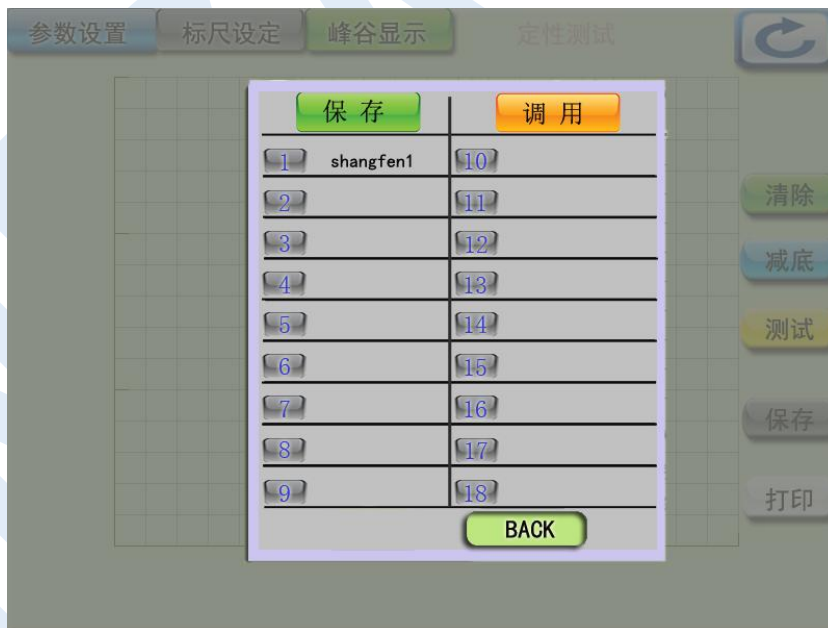 参数设置 标尺设定 峰谷显示 定性测试
保存 调用
1 shangfen1 10
2 11
3 12
4 13
5 14
6 15
7 16
8 17
9 18
BACK
清除
减底
测试
保存
打印